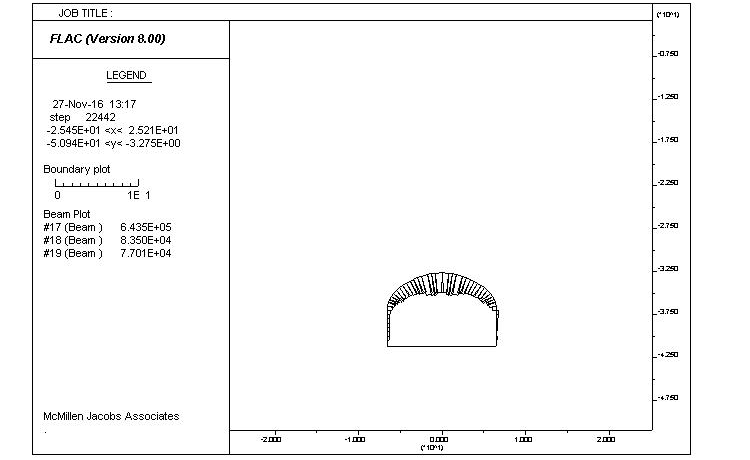 JOB TITLE :
(*10^1)
FLAC (Version 8.00)
LEGEND
27-Nov-16 13:17
step 22442
-2.545E+01 <x< 2.521E+01
-5.094E+01 <y< -3.275E+00
Boundary plot
0 1E 1
Beam Plot
#17 (Beam ) 6.435E+05
#18 (Beam ) 8.350E+04
#19 (Beam ) 7.701E+04
McMillen Jacobs Associates
-0.750
-1.250
-1.750
-2.250
-2.750
-3.250
-3.750
-4.250
-4.750
-2.000 -1.000 0.000 1.000 2.000
(*10^1)